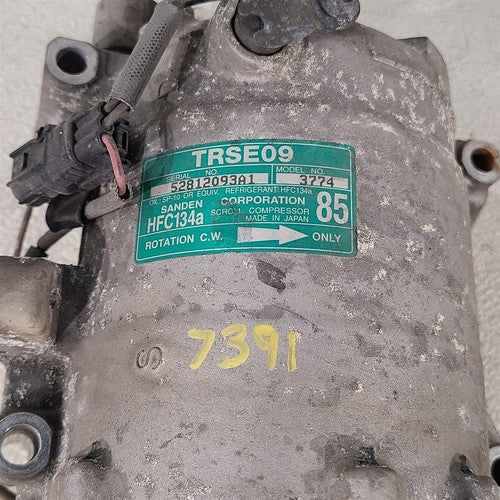 TRSE09
SERIAL NO. MODEL NO.
52812093A1 3774
OIL: SP-10 OR EQUIV. REFRIGERANT: HFC134a
SANDEN CORPORATION
HFC134a SCROLL COMPRESSOR 85
MADE IN JAPAN
ROTATION C.W. ONLY
S 7391